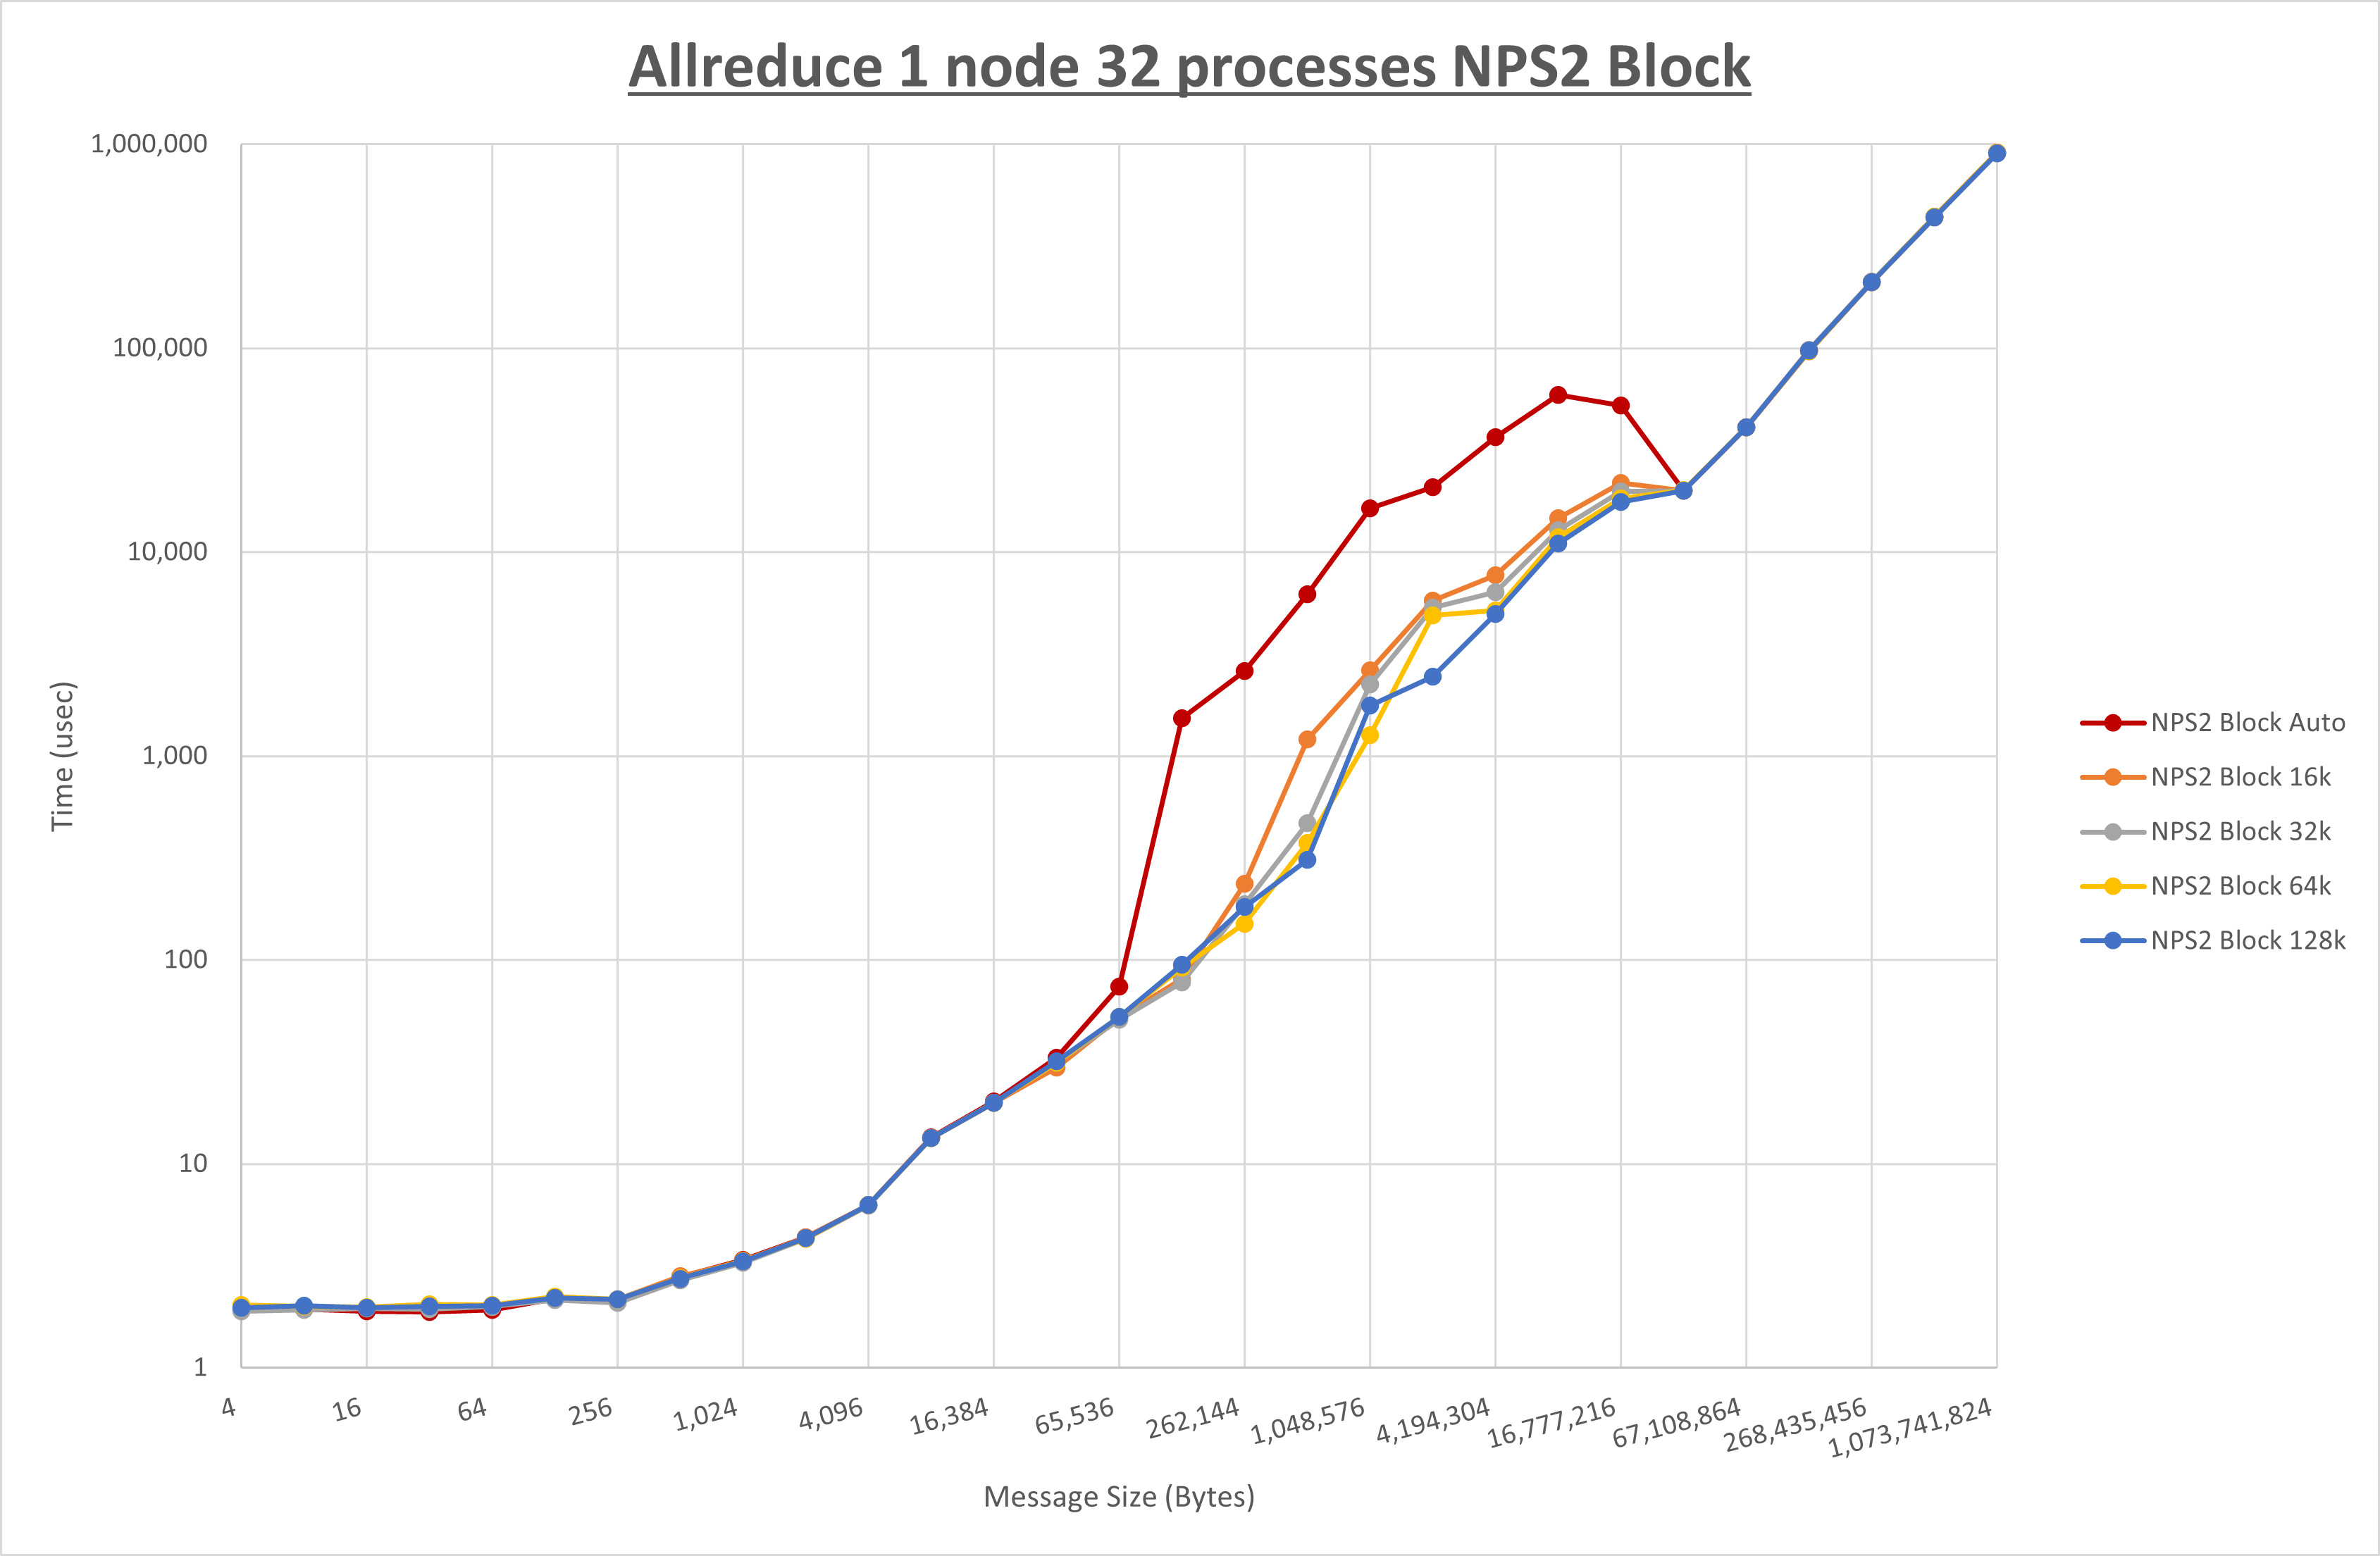 Allreduce 1 node 32 processes NPS2 Block
1,000,000
100,000
10,000
1,000
100
10
1
Time (usec)
4
16
64
256
1,024
4,096
16,384
65,536
262,144
1,048,576
4,194,304
16,777,216
67,108,864
268,435,456
1,073,741,824
Message Size (Bytes)
NPS2 Block Auto
NPS2 Block 16k
NPS2 Block 32k
NPS2 Block 64k
NPS2 Block 128k